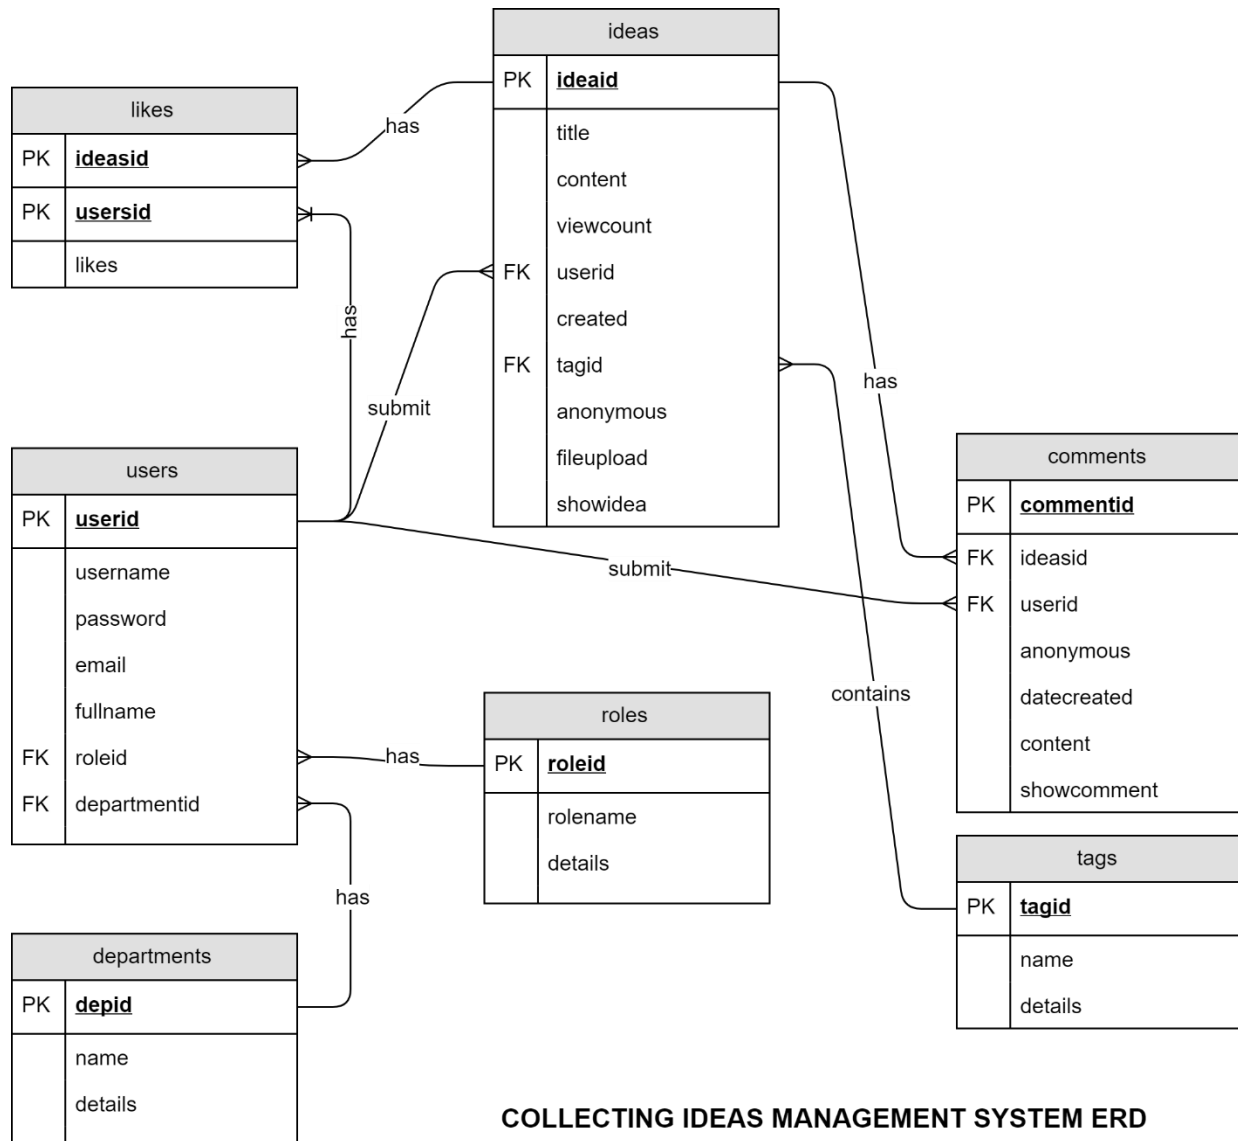 ideas
PK ideaid
title
content
viewcount
FK userid
created
FK tagid
anonymous
fileupload
showidea
likes
PK ideasid
PK usersid
likes
has
has
submit
has
users
PK userid
username
password
email
fullname
FK roleid
FK departmentid
submit
comments
PK commentid
FK ideasid
FK userid
anonymous
datecreated
content
showcomment
contains
has
roles
PK roleid
rolename
details
has
tags
PK tagid
name
details
departments
PK depid
name
details
COLLECTING IDEAS MANAGEMENT SYSTEM ERD